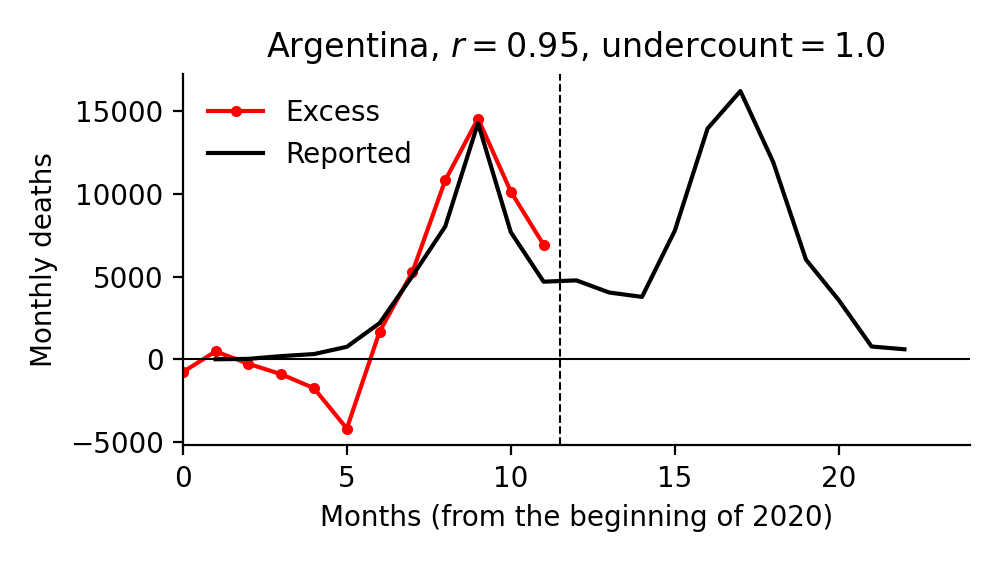 Argentina, r = 0.95, undercount = 1.0
Excess
Reported
Monthly deaths
15000
10000
5000
0
−5000
0 5 10 15 20
Months (from the beginning of 2020)